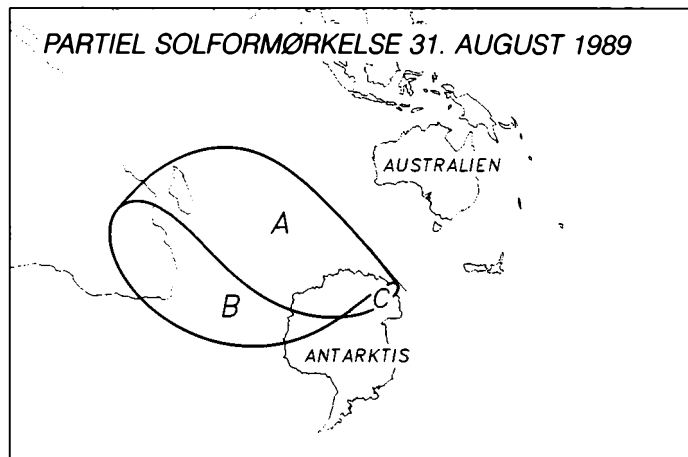 PARTIEL SOLFORMØRKELSE 31. AUGUST 1989
AUSTRALIEN
A
B
C
ANTARKTIS